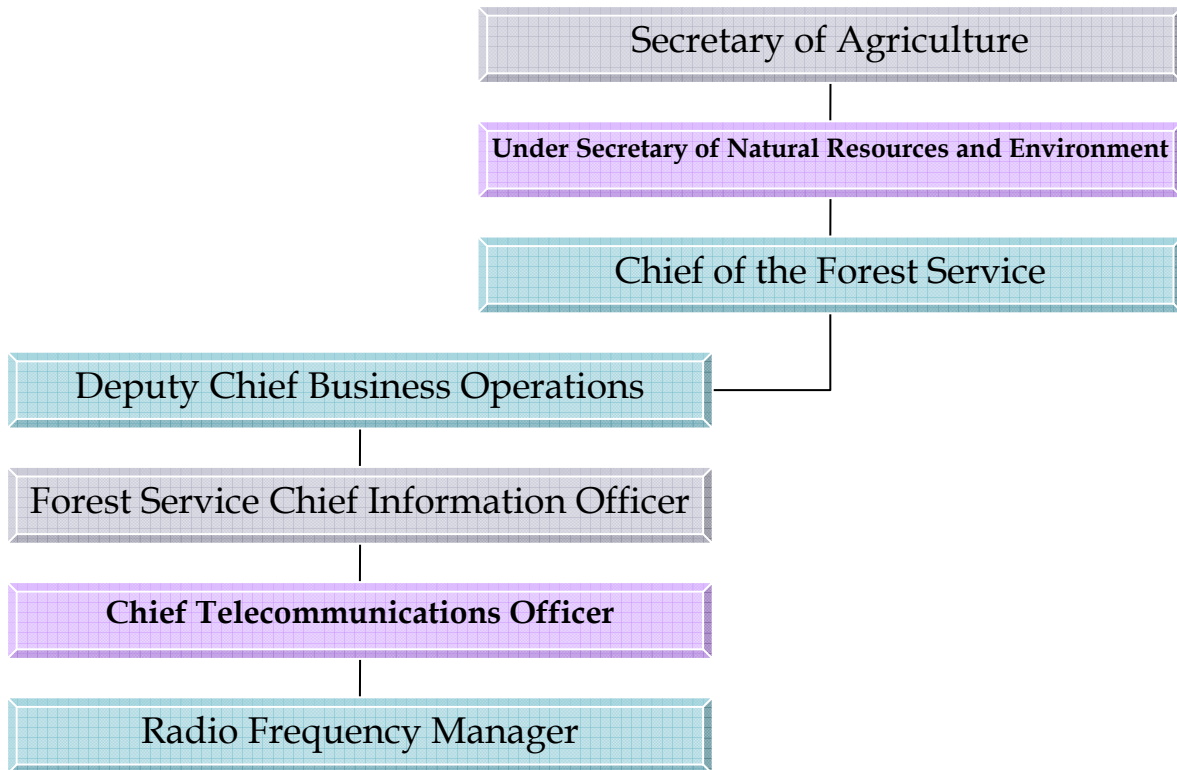 Secretary of Agriculture
Under Secretary of Natural Resources and Environment
Chief of the Forest Service
Deputy Chief Business Operations
Forest Service Chief Information Officer
Chief Telecommunications Officer
Radio Frequency Manager